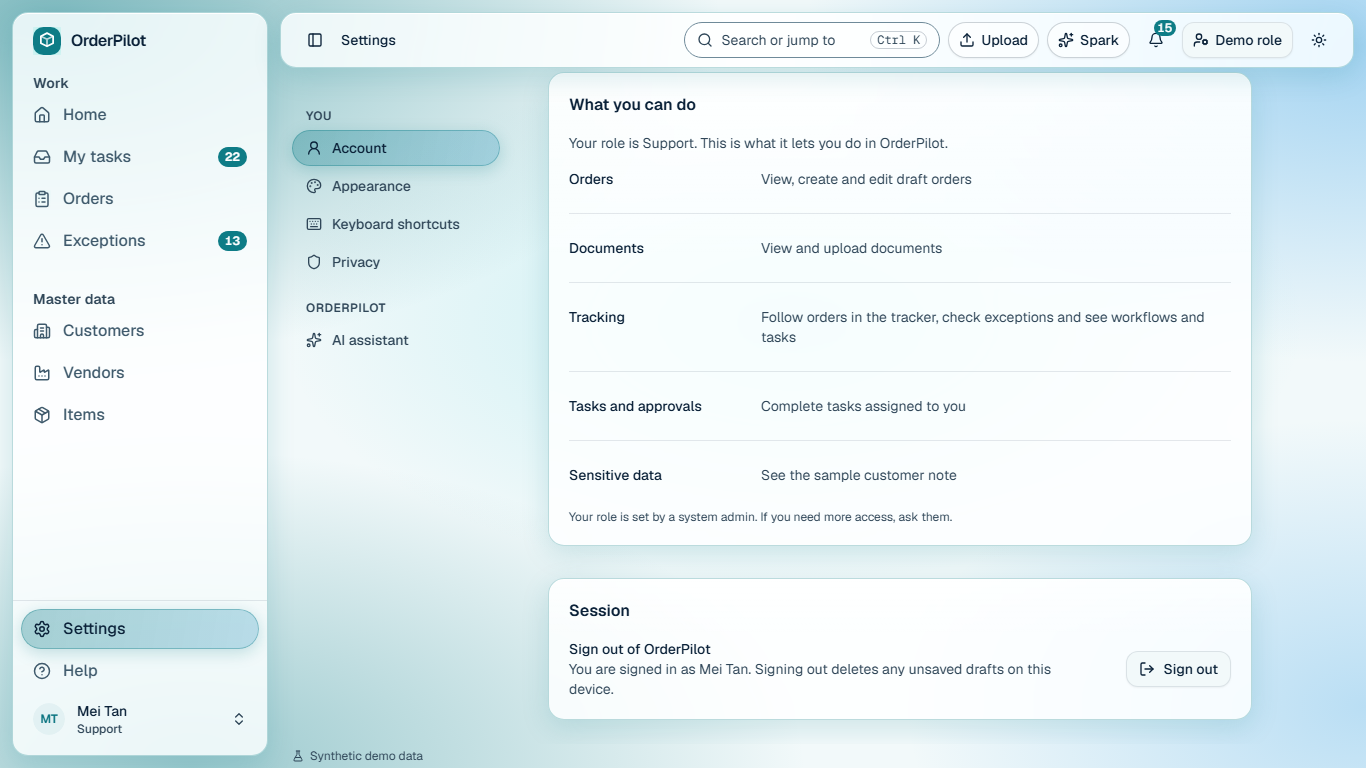 OrderPilot
Work
Home
My tasks
22
Orders
Exceptions
13
Master data
Customers
Vendors
Items
Settings
Help
MT
Mei Tan
Support
Settings
Search or jump to
Ctrl K
Upload
Spark
15
Demo role
YOU
Account
Appearance
Keyboard shortcuts
Privacy
ORDERPILOT
AI assistant
What you can do
Your role is Support. This is what it lets you do in OrderPilot.
Orders
View, create and edit draft orders
Documents
View and upload documents
Tracking
Follow orders in the tracker, check exceptions and see workflows and
tasks
Tasks and approvals
Complete tasks assigned to you
Sensitive data
See the sample customer note
Your role is set by a system admin. If you need more access, ask them.
Session
Sign out of OrderPilot
You are signed in as Mei Tan. Signing out deletes any unsaved drafts on this
device.
Sign out
Synthetic demo data